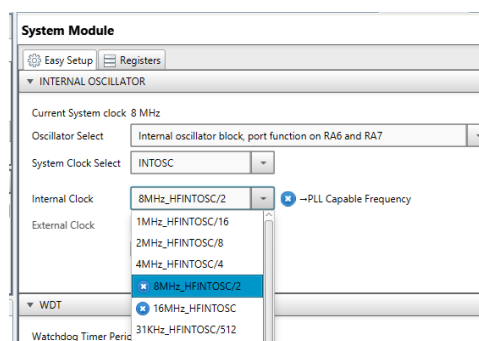 System Module
Easy Setup Registers
▼ INTERNAL OSCILLATOR
Current System clock 8 MHz
Oscillator Select Internal oscillator block, port function on RA6 and RA7
System Clock Select INTOSC
Internal Clock 8MHz_HFINTOSC/2 →PLL Capable Frequency
External Clock
1MHz_HFINTOSC/16
2MHz_HFINTOSC/8
4MHz_HFINTOSC/4
8MHz_HFINTOSC/2
16MHz_HFINTOSC
31KHz_HFINTOSC/512
▼ WDT
Watchdog Timer